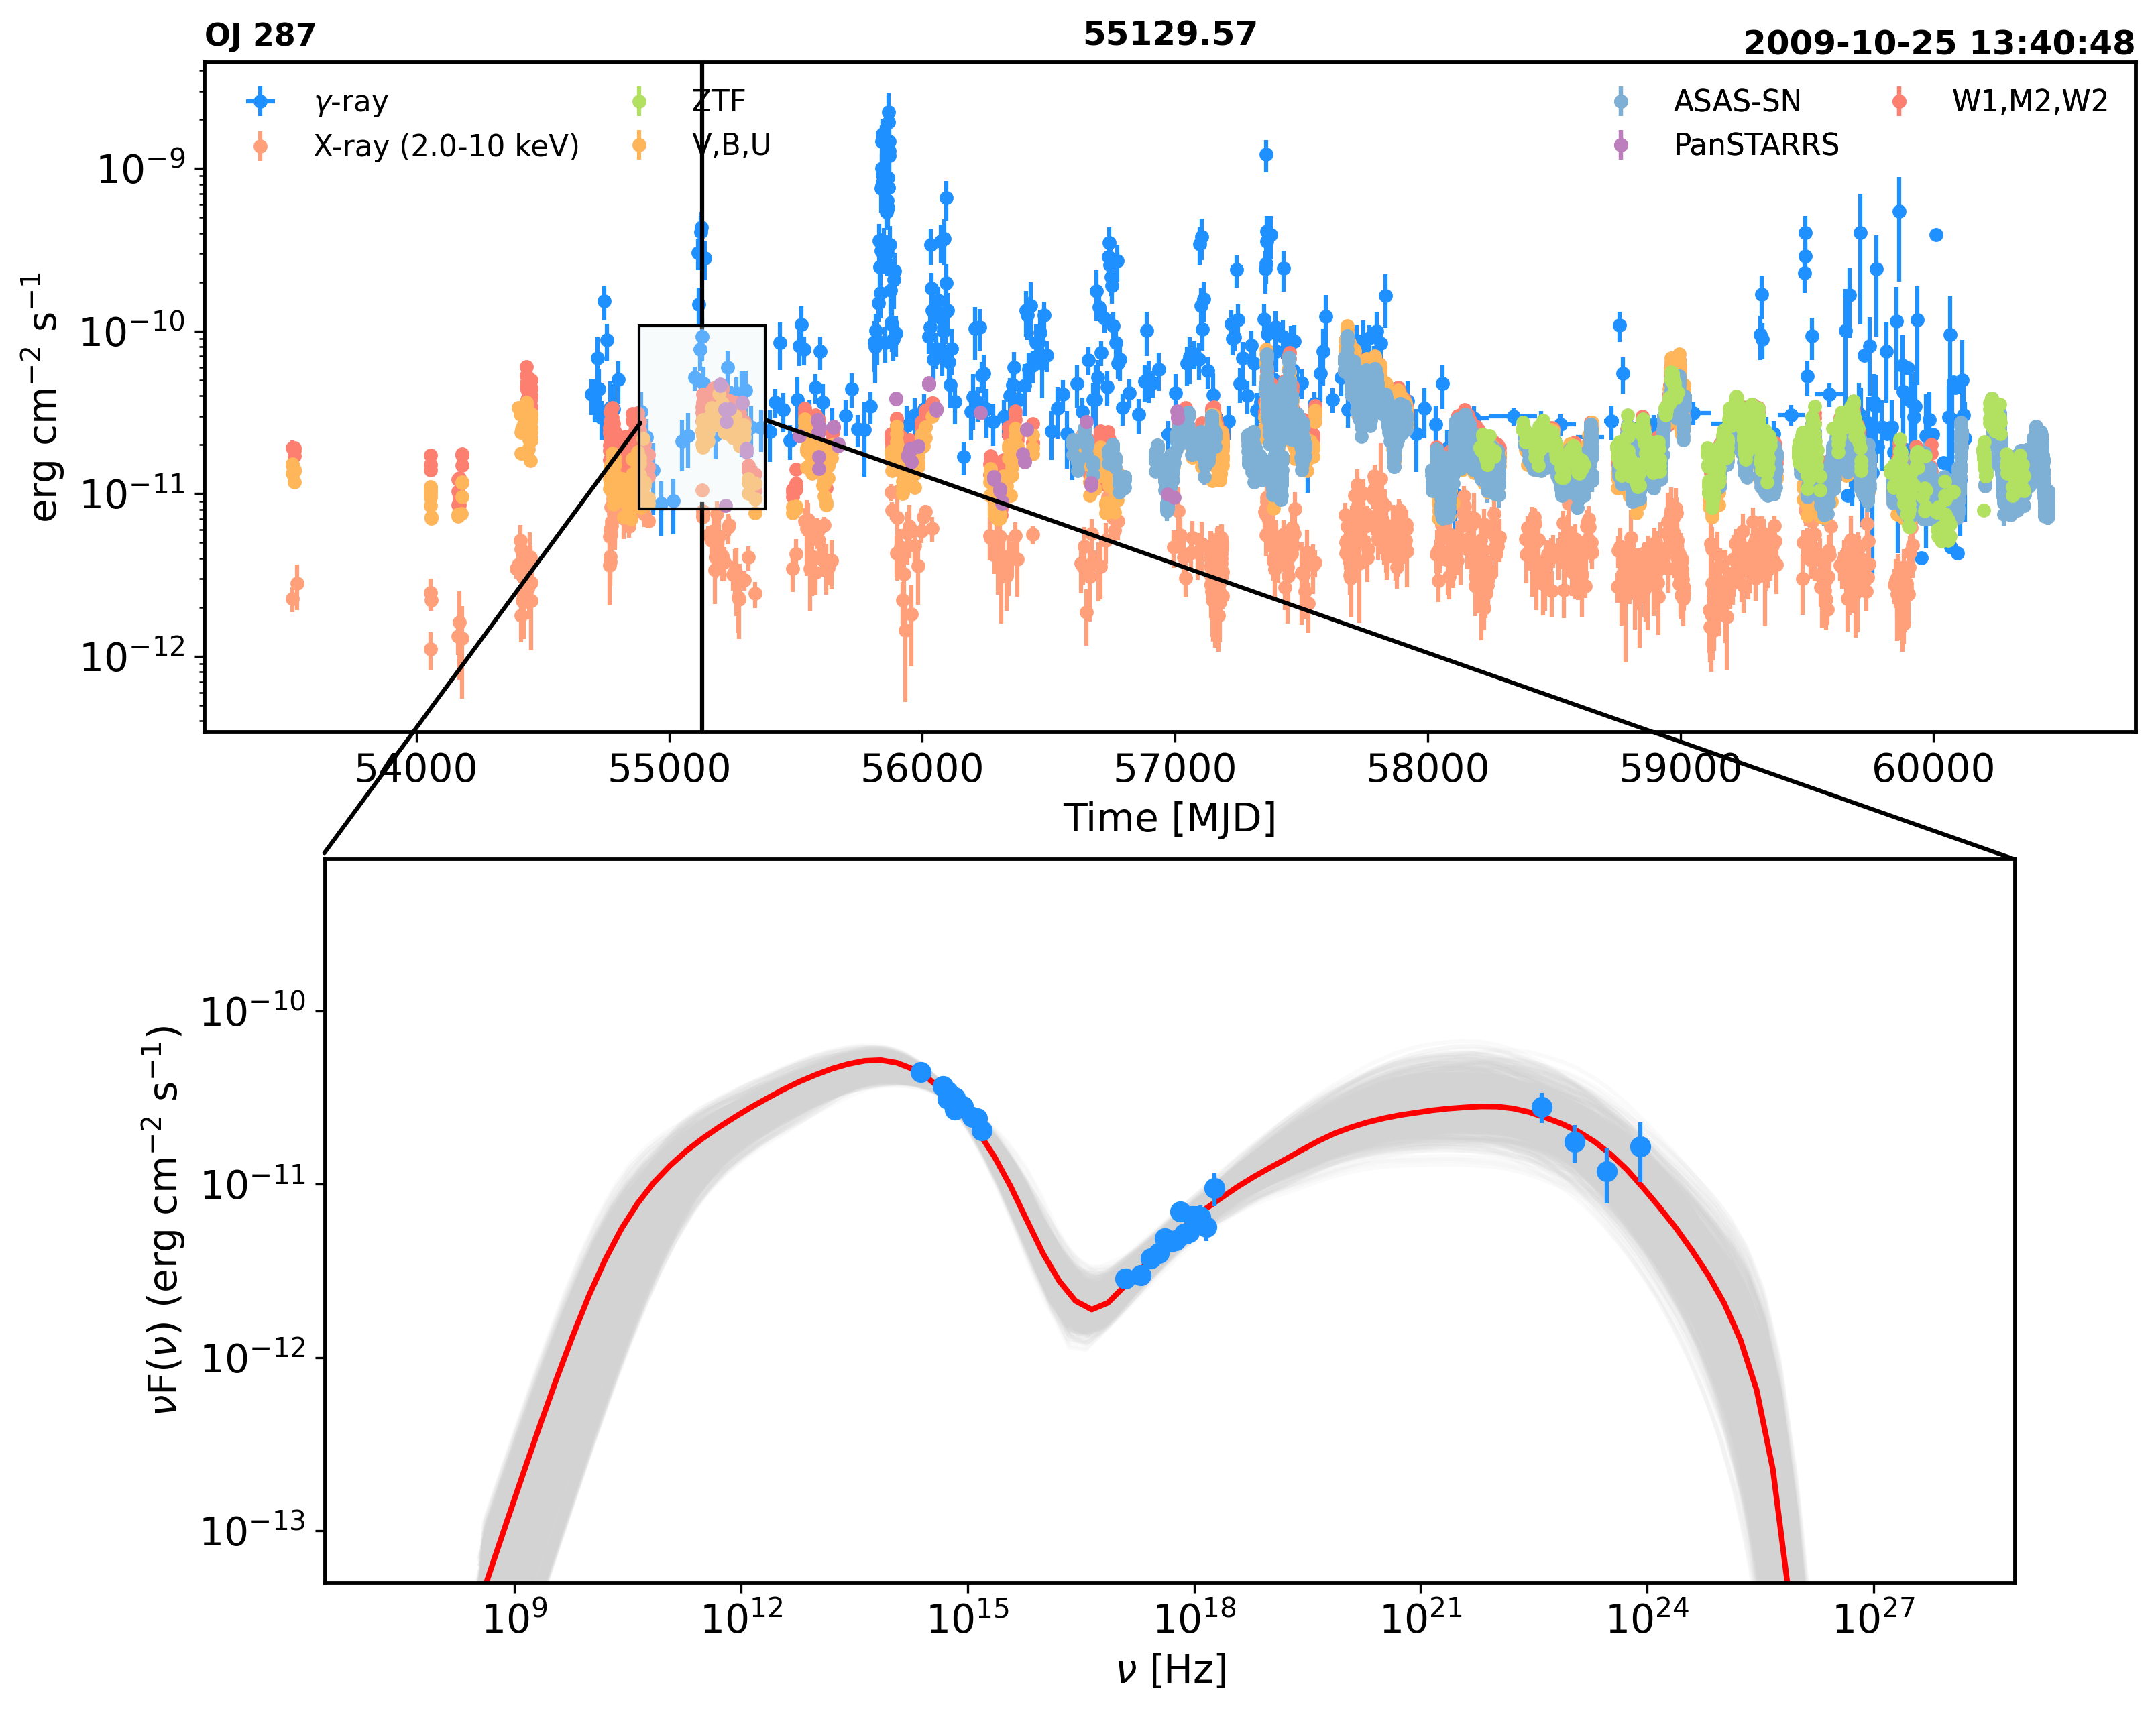 OJ 287 55129.57 2009-10-25 13:40:48
γ-ray ZTF ASAS-SN W1,M2,W2
X-ray (2.0-10 keV) V,B,U PanSTARRS
10⁻⁹
10⁻¹⁰
10⁻¹¹
10⁻¹²
erg cm⁻² s⁻¹
54000 55000 56000 57000 58000 59000 60000
Time [MJD]
10⁻¹⁰
10⁻¹¹
10⁻¹²
10⁻¹³
νF(ν) (erg cm⁻² s⁻¹)
10⁹ 10¹² 10¹⁵ 10¹⁸ 10²¹ 10²⁴ 10²⁷
ν [Hz]